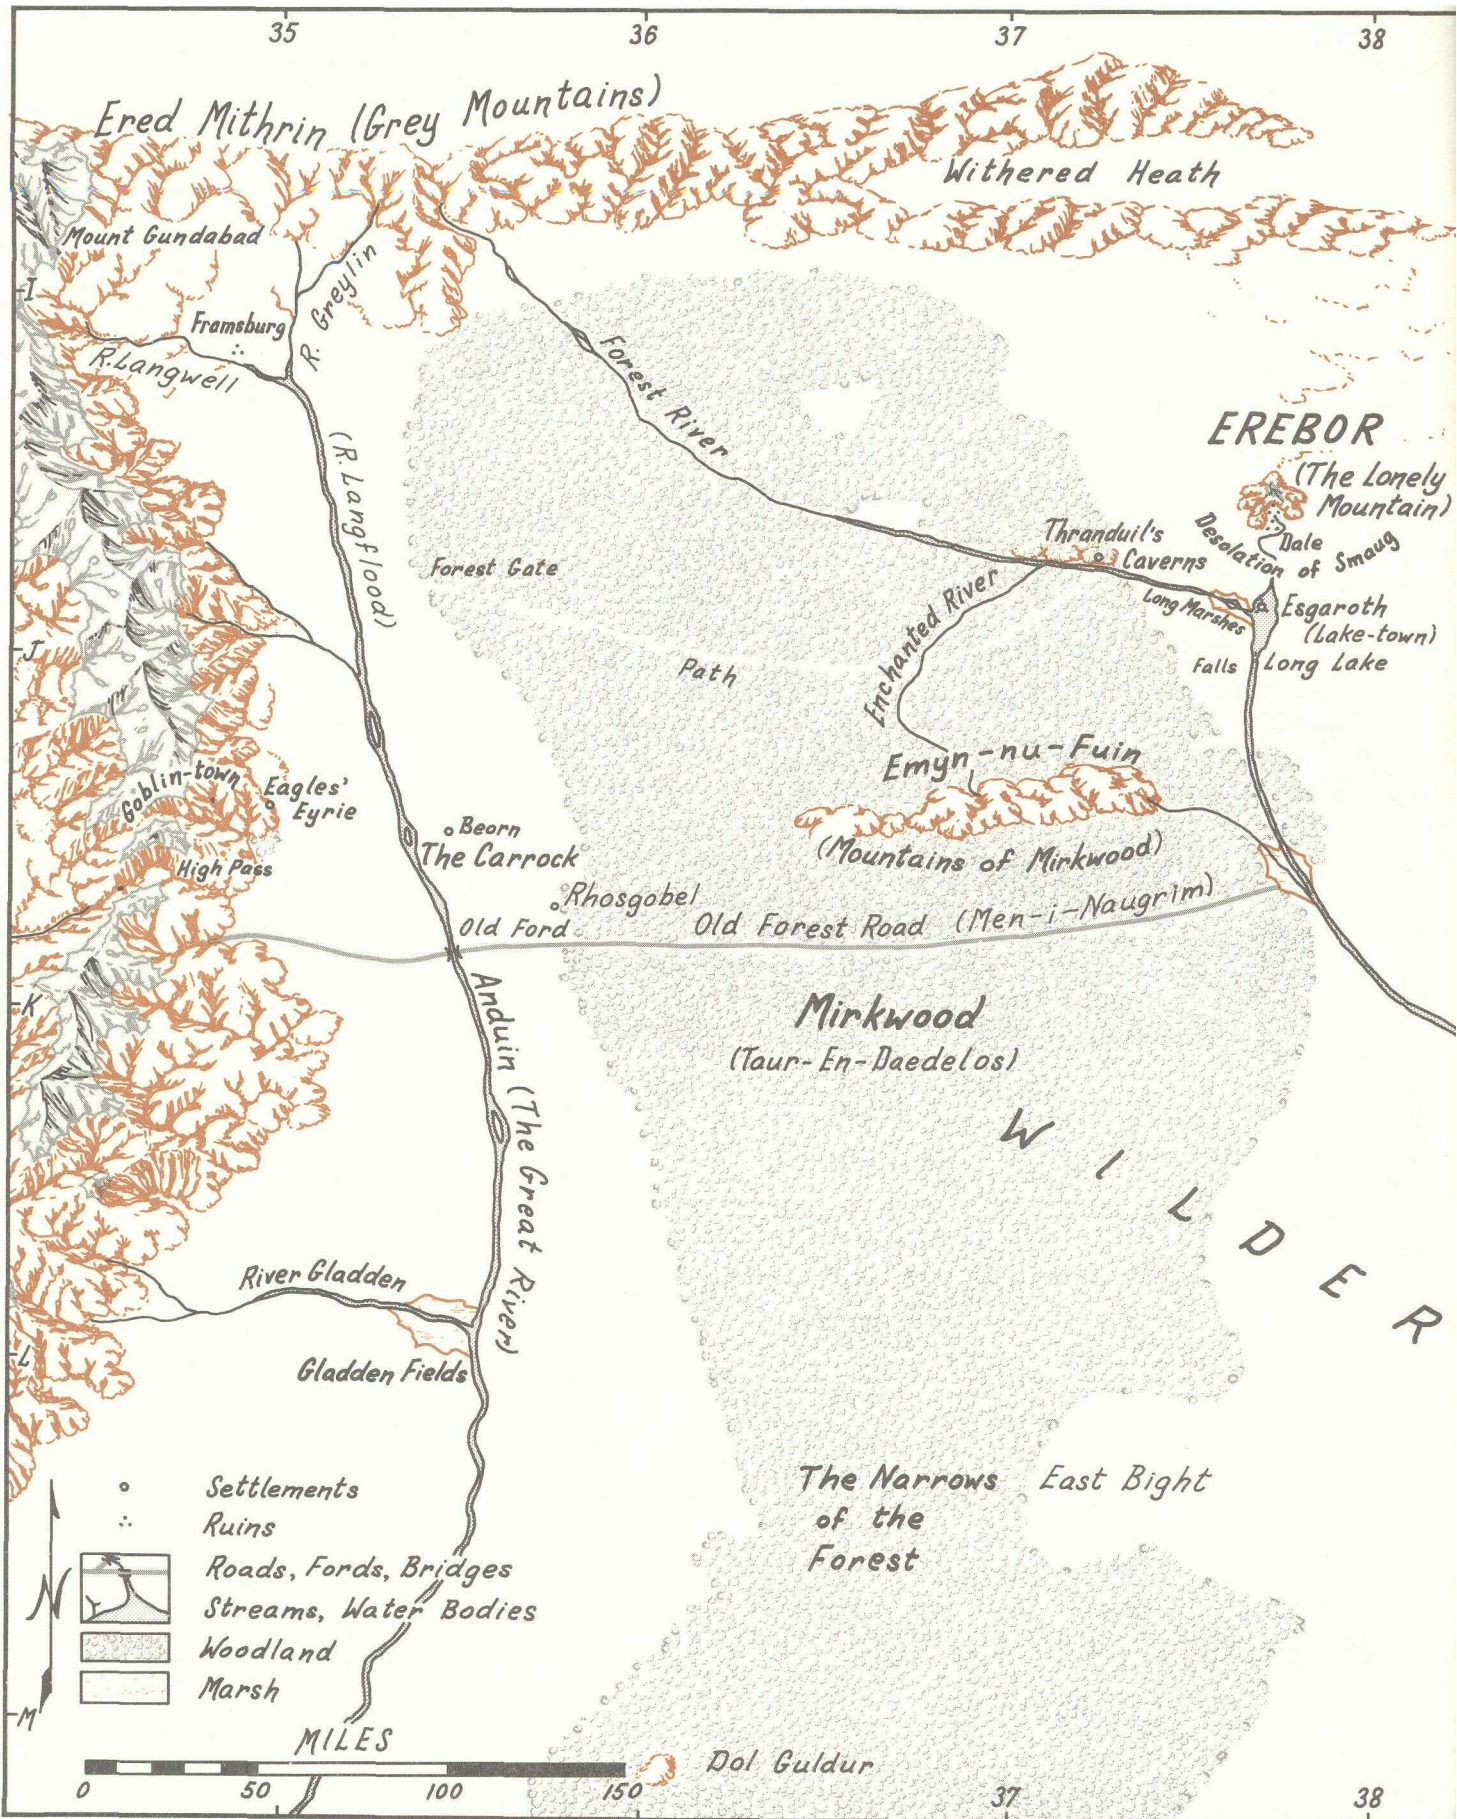 35 36 37 38
Ered Mithrin (Grey Mountains)
Withered Heath
Mount Gundabad
I
R. Greylin
Framsburg
R. Langwell
Forest River
EREBOR
(The Lonely
Mountain)
(R. Langflood)
Thranduil's
Caverns
Dale
Desolation of Smaug
Forest Gate
Enchanted River
Long Marshes
Esgaroth
(Lake-town)
J
Path
Falls
Long Lake
Emyn-nu-Fuin
Goblin-town
Eagles'
Eyrie
Beorn
The Carrock
(Mountains of Mirkwood)
High Pass
Rhosgobel
Old Ford
Old Forest Road (Men-i-Naugrim)
K
Anduin (The Great River)
Mirkwood
(Taur-En-Daedelos)
WILDER
River Gladden
L
Gladden Fields
The Narrows
of the
Forest
East Bight
Settlements
Ruins
Roads, Fords, Bridges
N
Streams, Water Bodies
Woodland
Marsh
M
MILES
0 50 100 150
Dol Guldur
37 38